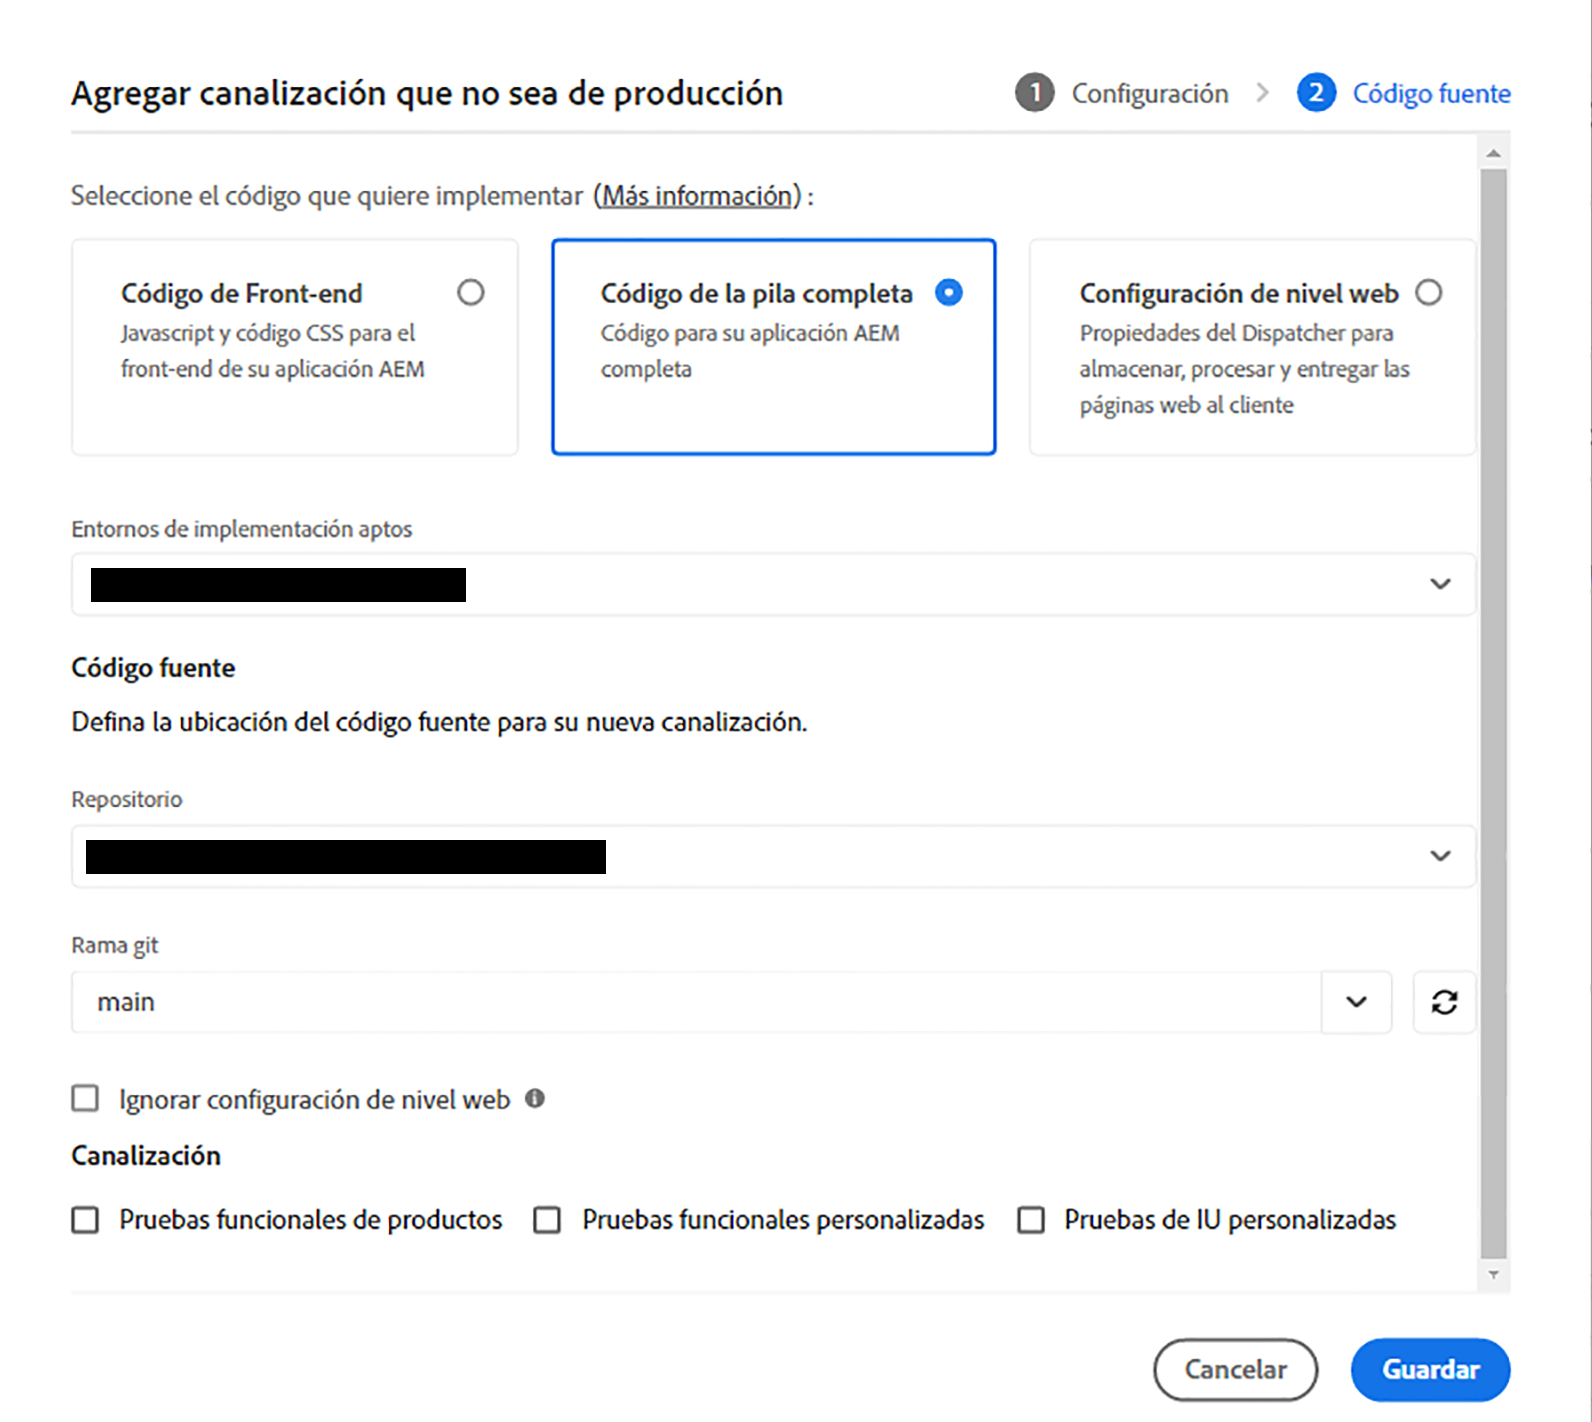 Agregar canalización que no sea de producción
1 Configuración 2 Código fuente
Seleccione el código que quiere implementar (Más información) :
Código de Front-end
Javascript y código CSS para el
front-end de su aplicación AEM
Código de la pila completa
Código para su aplicación AEM
completa
Configuración de nivel web
Propiedades del Dispatcher para
almacenar, procesar y entregar las
páginas web al cliente
Entornos de implementación aptos
Código fuente
Defina la ubicación del código fuente para su nueva canalización.
Repositorio
Rama git
main
Ignorar configuración de nivel web
Canalización
Pruebas funcionales de productos Pruebas funcionales personalizadas Pruebas de IU personalizadas
Cancelar Guardar